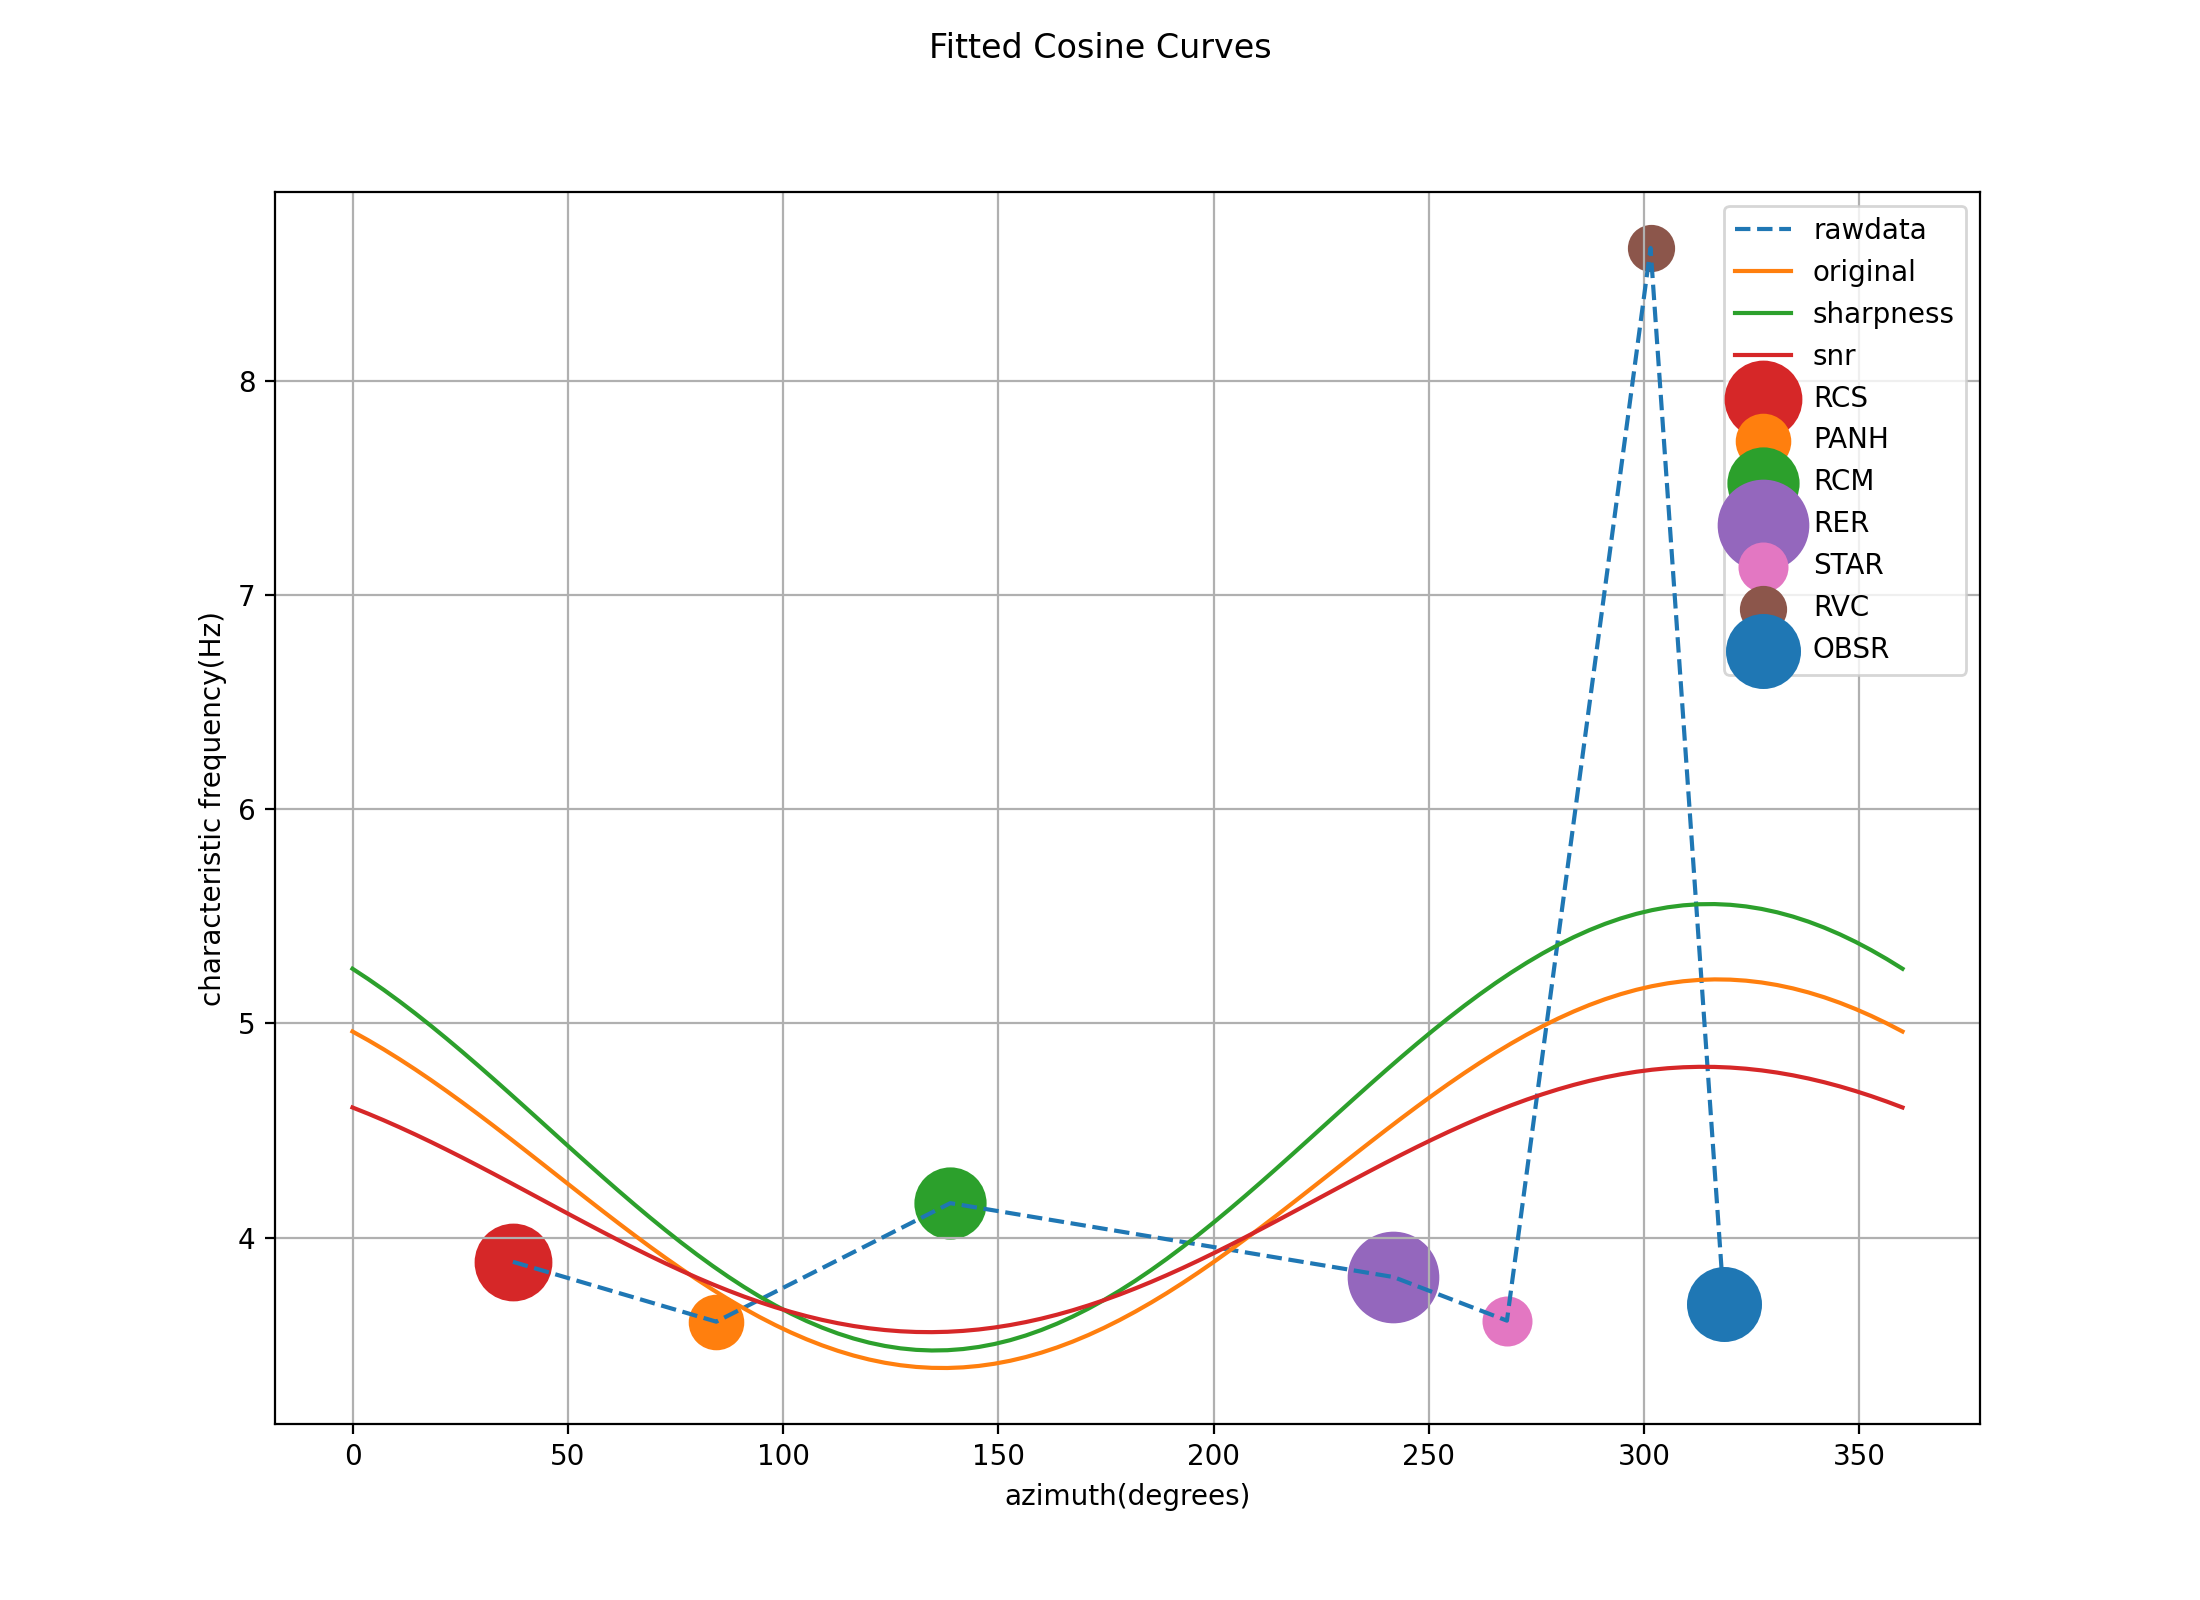 Fitted Cosine Curves
rawdata
original
sharpness
snr
RCS
PANH
RCM
RER
STAR
RVC
OBSR
characteristic frequency(Hz)
8
7
6
5
4
0 50 100 150 200 250 300 350
azimuth(degrees)